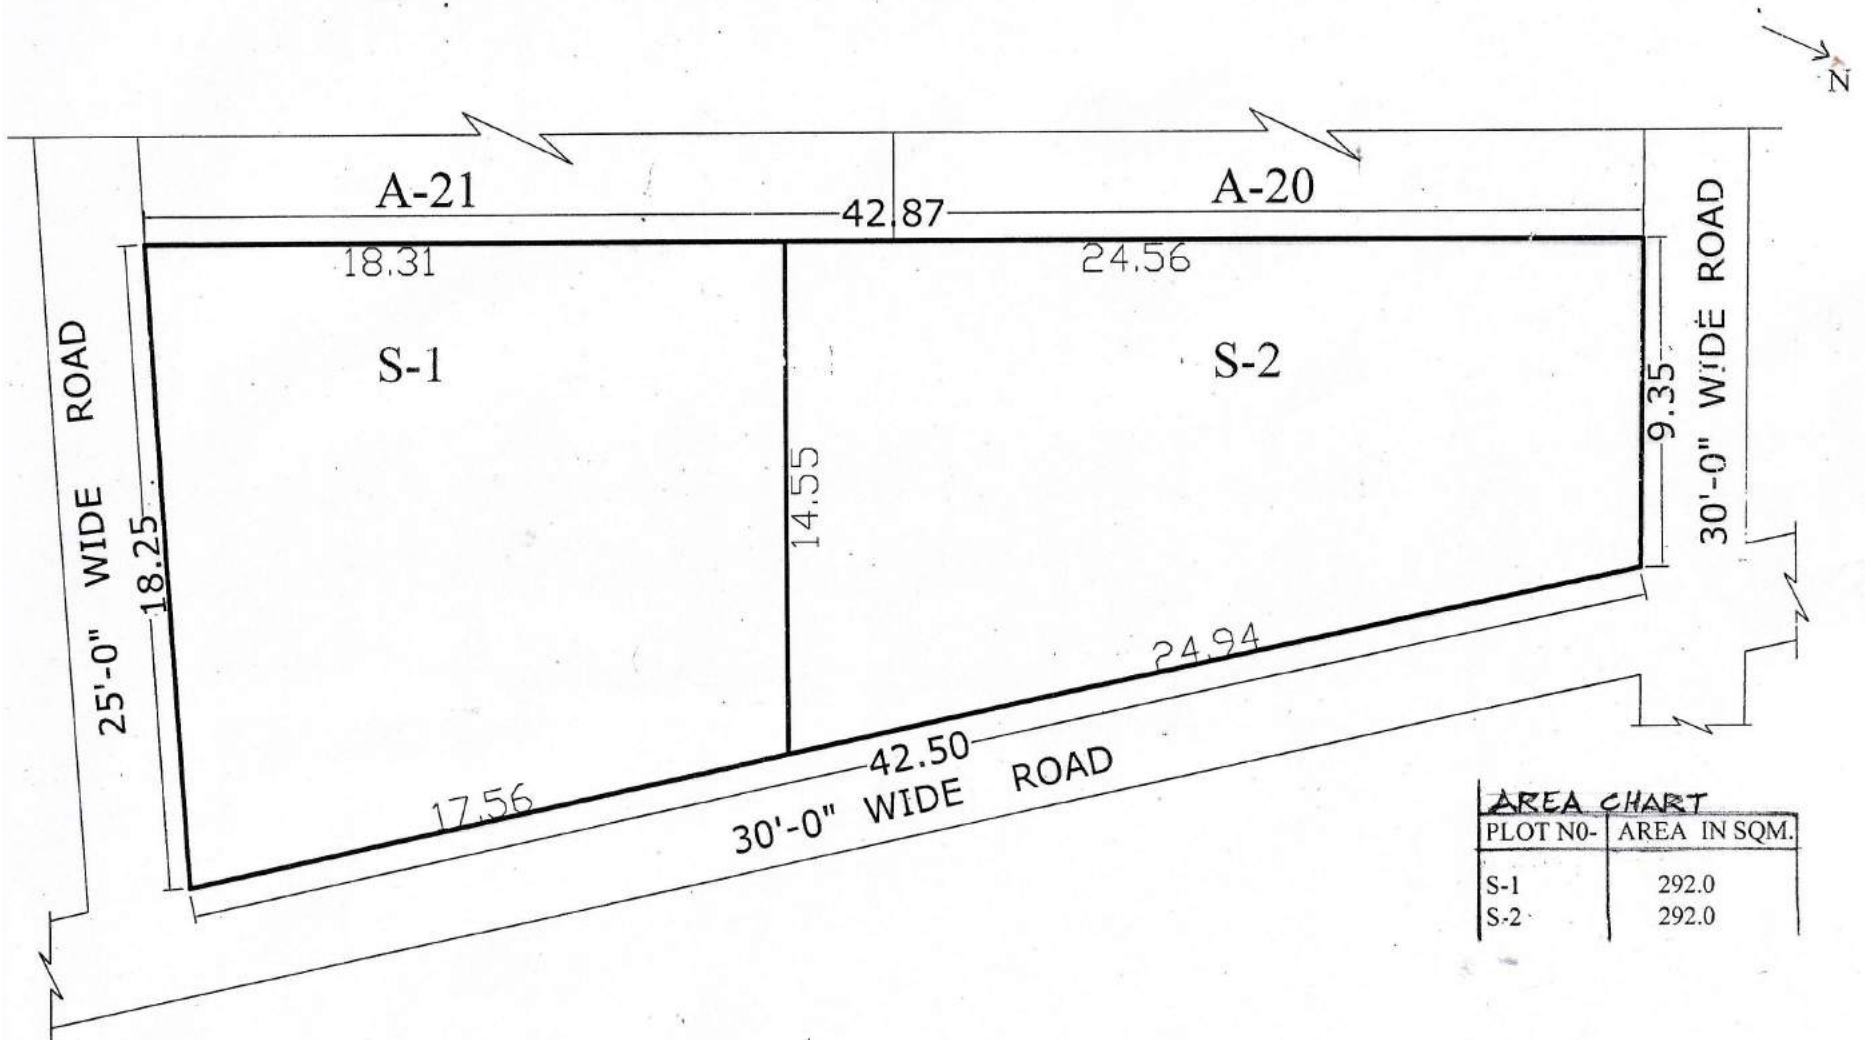 N
A-21
A-20
42.87
18.31
24.56
S-1
S-2
25'-0" WIDE ROAD
18.25
14.55
9.35
30'-0" WIDE ROAD
24.94
17.56
42.50
30'-0" WIDE ROAD
AREA CHART
PLOT N0- AREA IN SQM.
S-1 292.0
S-2 292.0